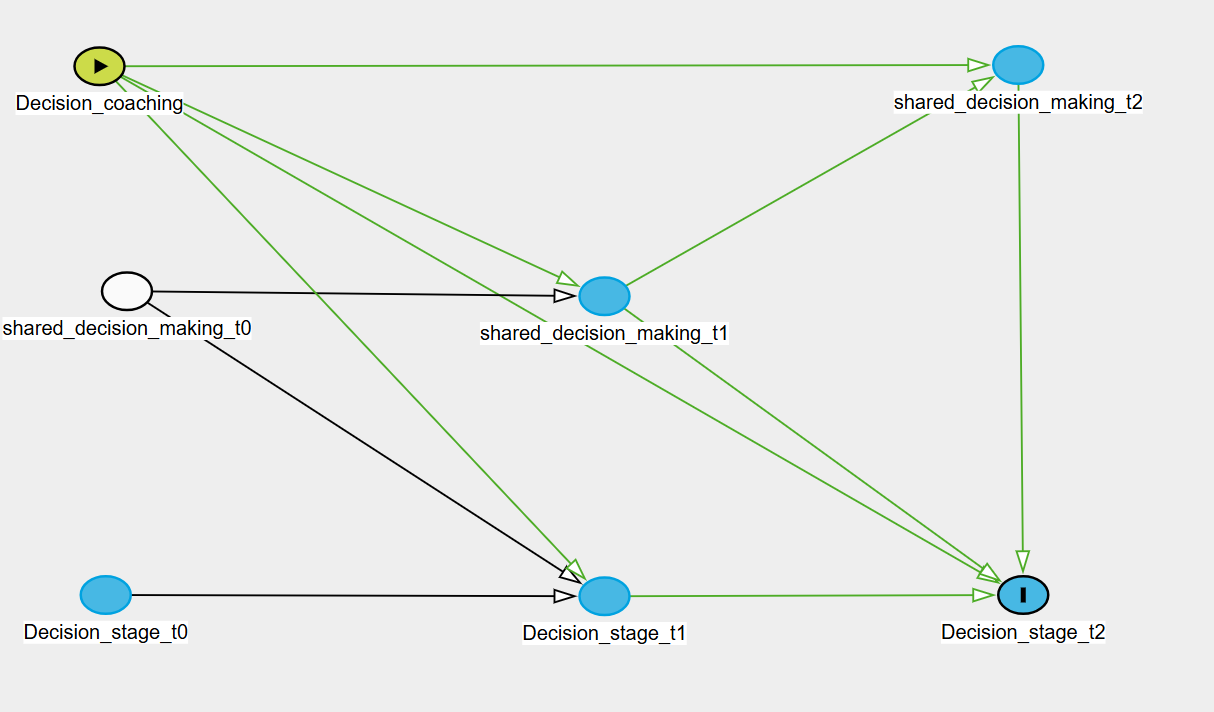 Decision_coaching
shared_decision_making_t2
shared_decision_making_t0
shared_decision_making_t1
Decision_stage_t0
Decision_stage_t1
Decision_stage_t2